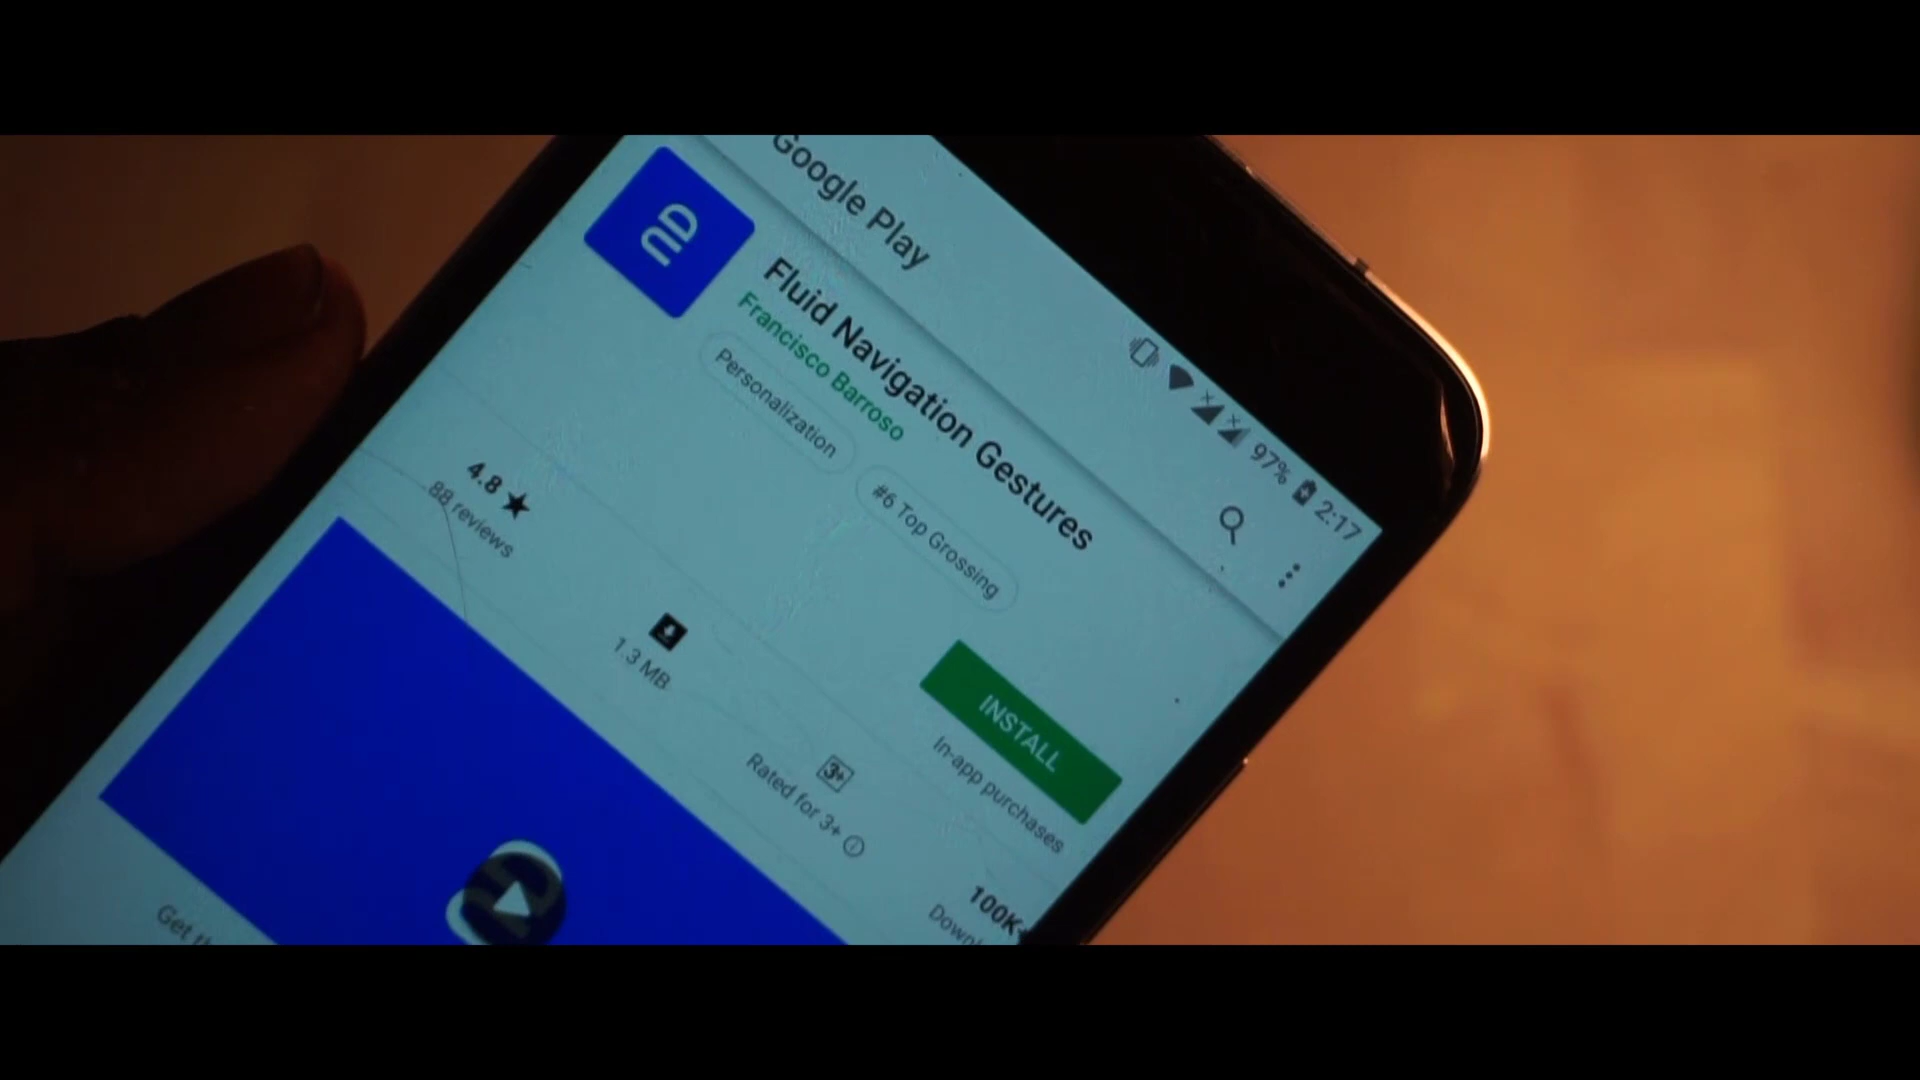 97% 2:17
Google Play
Fluid Navigation Gestures
Francisco Barroso
Personalization
#6 Top Grossing
INSTALL
In-app purchases
4.8
88 reviews
1.3 MB
3+
Rated for 3+
100K+
Get